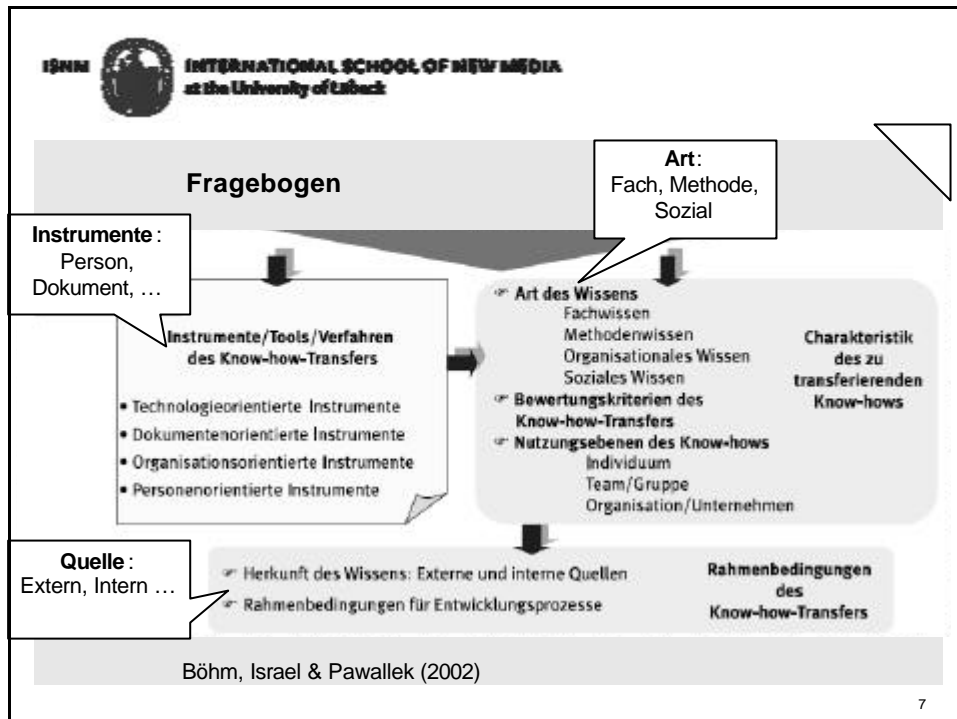 ISNM
INTERNATIONAL SCHOOL OF NEW MEDIA
at the University of Lübeck
Fragebogen
Art:
Fach, Methode,
Sozial
Instrumente:
Person,
Dokument, …
Instrumente/Tools/Verfahren
des Know-how-Transfers
• Technologieorientierte Instrumente
• Dokumentenorientierte Instrumente
• Organisationsorientierte Instrumente
• Personenorientierte Instrumente
☞ Art des Wissens
Fachwissen
Methodenwissen
Organisationales Wissen
Soziales Wissen
☞ Bewertungskriterien des
Know-how-Transfers
☞ Nutzungsebenen des Know-hows
Individuum
Team/Gruppe
Organisation/Unternehmen
Charakteristik
des zu
transferierenden
Know-hows
Quelle:
Extern, Intern …
☞ Herkunft des Wissens: Externe und interne Quellen
☞ Rahmenbedingungen für Entwicklungsprozesse
Rahmenbedingungen
des
Know-how-Transfers
Böhm, Israel & Pawallek (2002)
7